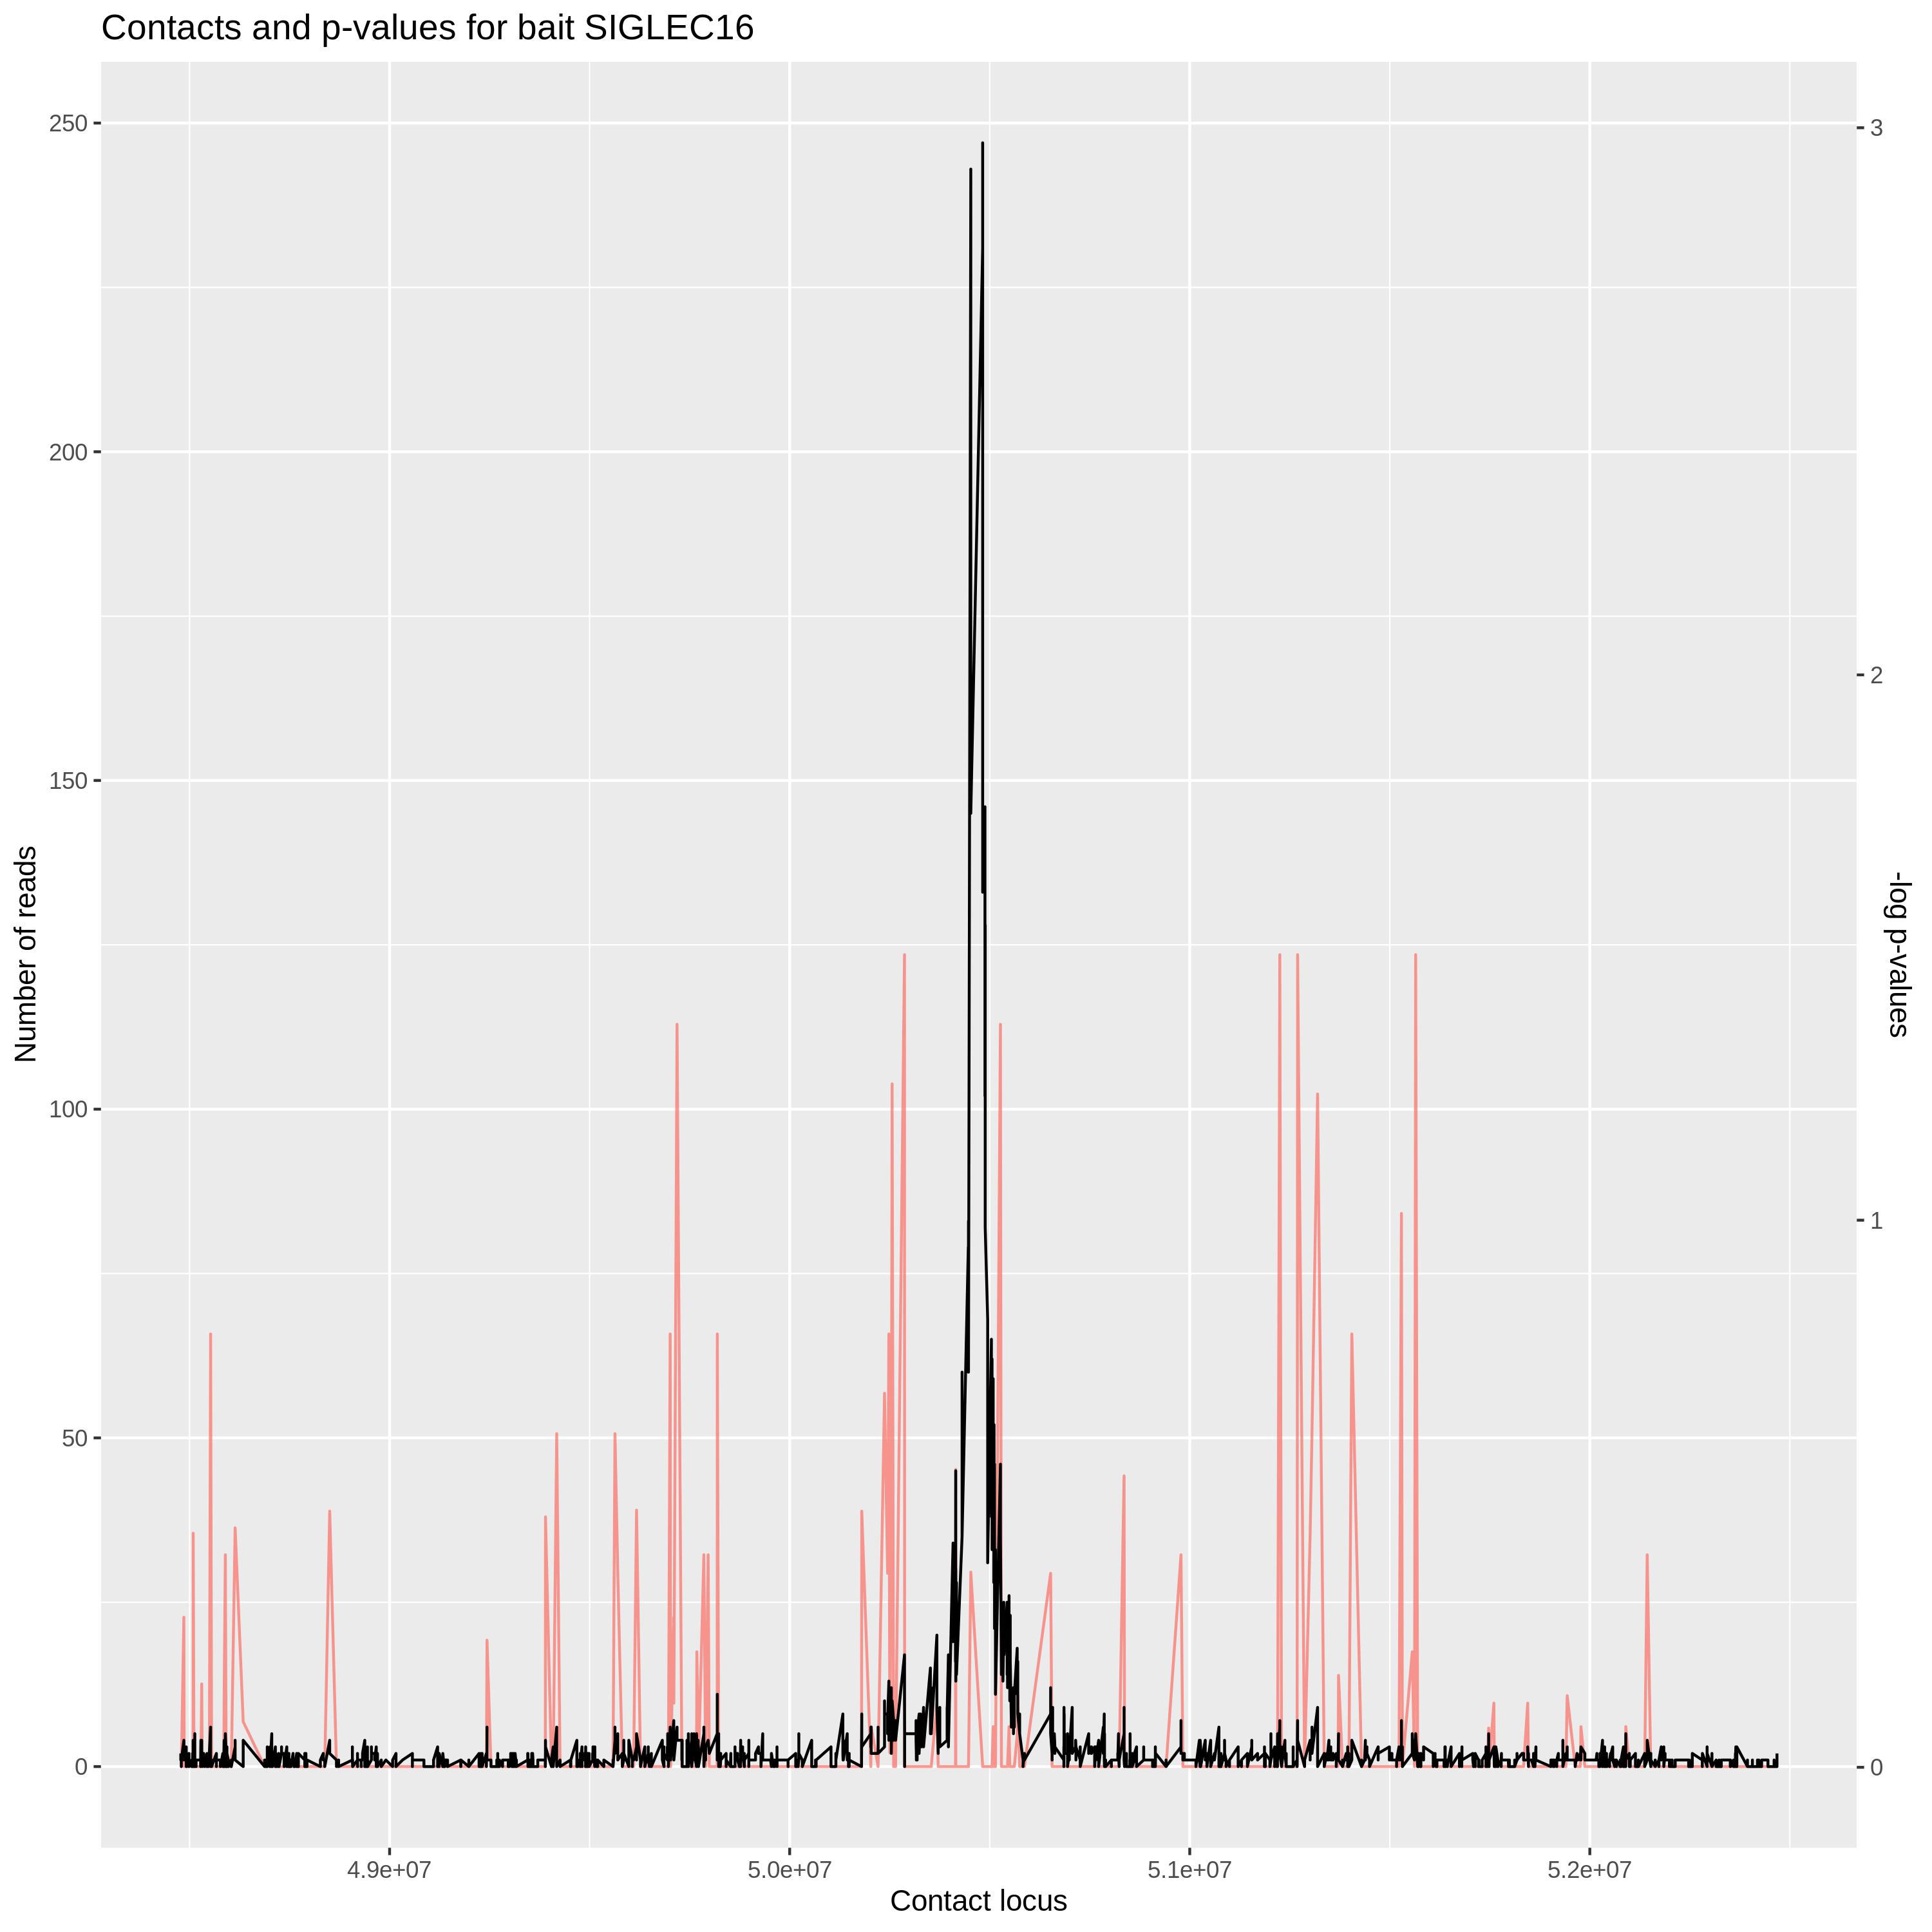 Contacts and p-values for bait SIGLEC16
250
200
150
100
50
0
Number of reads
3
2
1
0
-log p-values
4.9e+07
5.0e+07
5.1e+07
5.2e+07
Contact locus